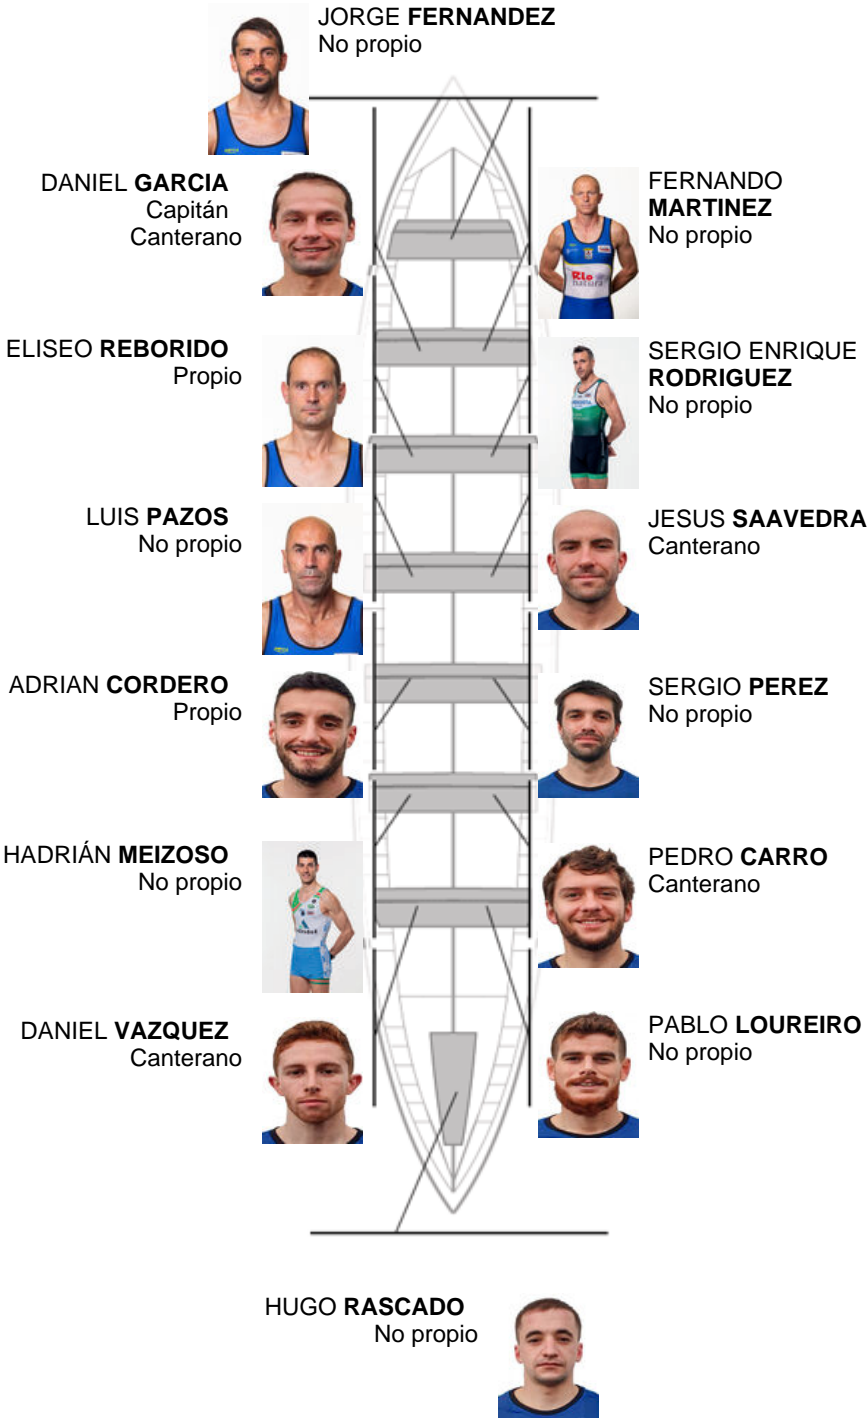 JORGE FERNANDEZ
No propio
DANIEL GARCIA
Capitán
Canterano
FERNANDO
MARTINEZ
No propio
Rio
natura
ELISEO REBORIDO
Propio
SERGIO ENRIQUE
RODRIGUEZ
No propio
LUIS PAZOS
No propio
JESUS SAAVEDRA
Canterano
ADRIAN CORDERO
Propio
SERGIO PEREZ
No propio
HADRIÁN MEIZOSO
No propio
PEDRO CARRO
Canterano
DANIEL VAZQUEZ
Canterano
PABLO LOUREIRO
No propio
HUGO RASCADO
No propio